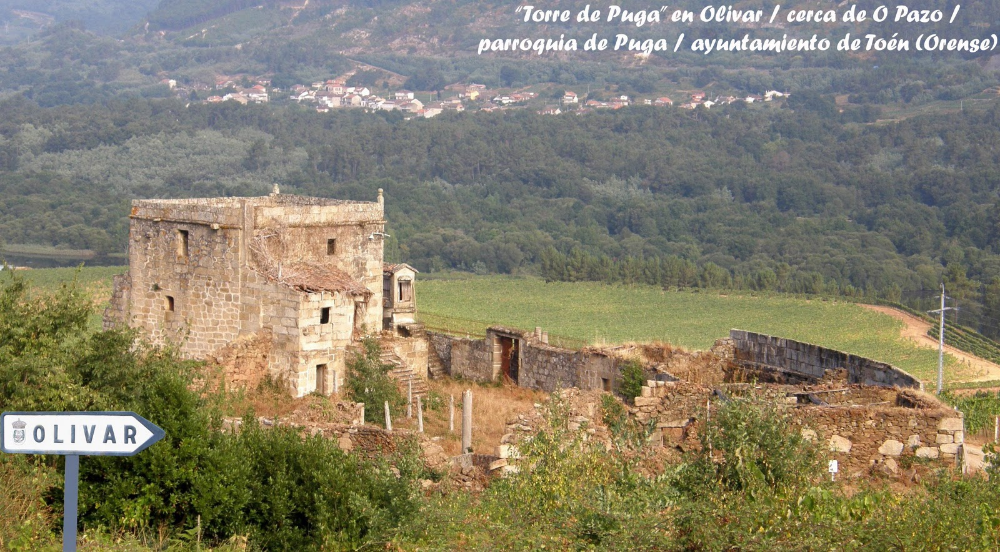 “Torre de Puga” en Olivar / cerca de O Pazo /
parroquia de Puga / ayuntamiento de Toén (Orense)
OLIVAR